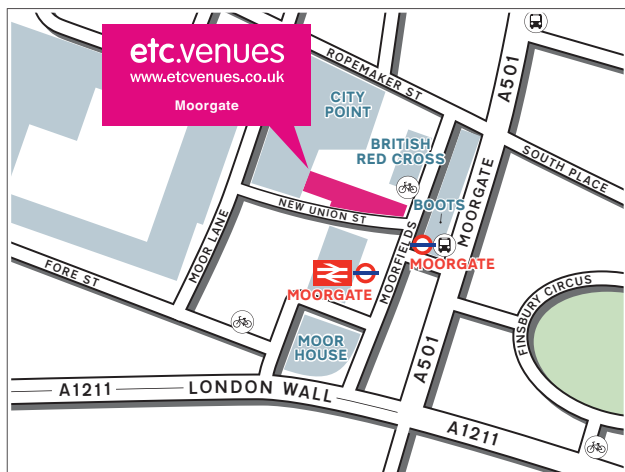 etc.venues
www.etcvenues.co.uk
Moorgate
ROPEMAKER ST
A501
CITY
POINT
BRITISH
RED CROSS
SOUTH PLACE
BOOTS
MOORGATE
NEW UNION ST
MOOR LANE
MOORFIELDS
MOORGATE
MOORGATE
FORE ST
FINSBURY CIRCUS
MOOR
HOUSE
A501
A1211
LONDON WALL
A1211